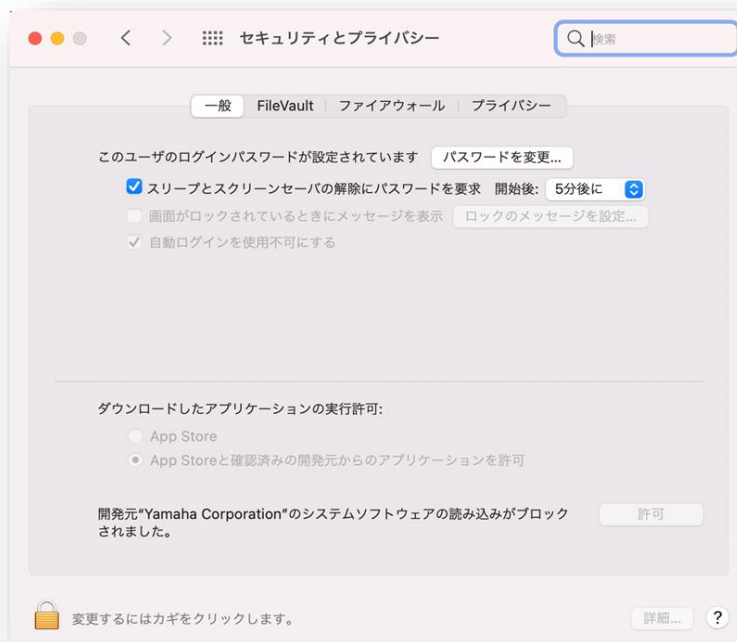 セキュリティとプライバシー
検索
一般 FileVault ファイアウォール プライバシー
このユーザのログインパスワードが設定されています パスワードを変更...
スリープとスクリーンセーバの解除にパスワードを要求 開始後: 5分後に
画面がロックされているときにメッセージを表示 ロックのメッセージを設定...
自動ログインを使用不可にする
ダウンロードしたアプリケーションの実行許可:
App Store
App Storeと確認済みの開発元からのアプリケーションを許可
開発元"Yamaha Corporation"のシステムソフトウェアの読み込みがブロック
されました。
許可
変更するにはカギをクリックします。
詳細... ?